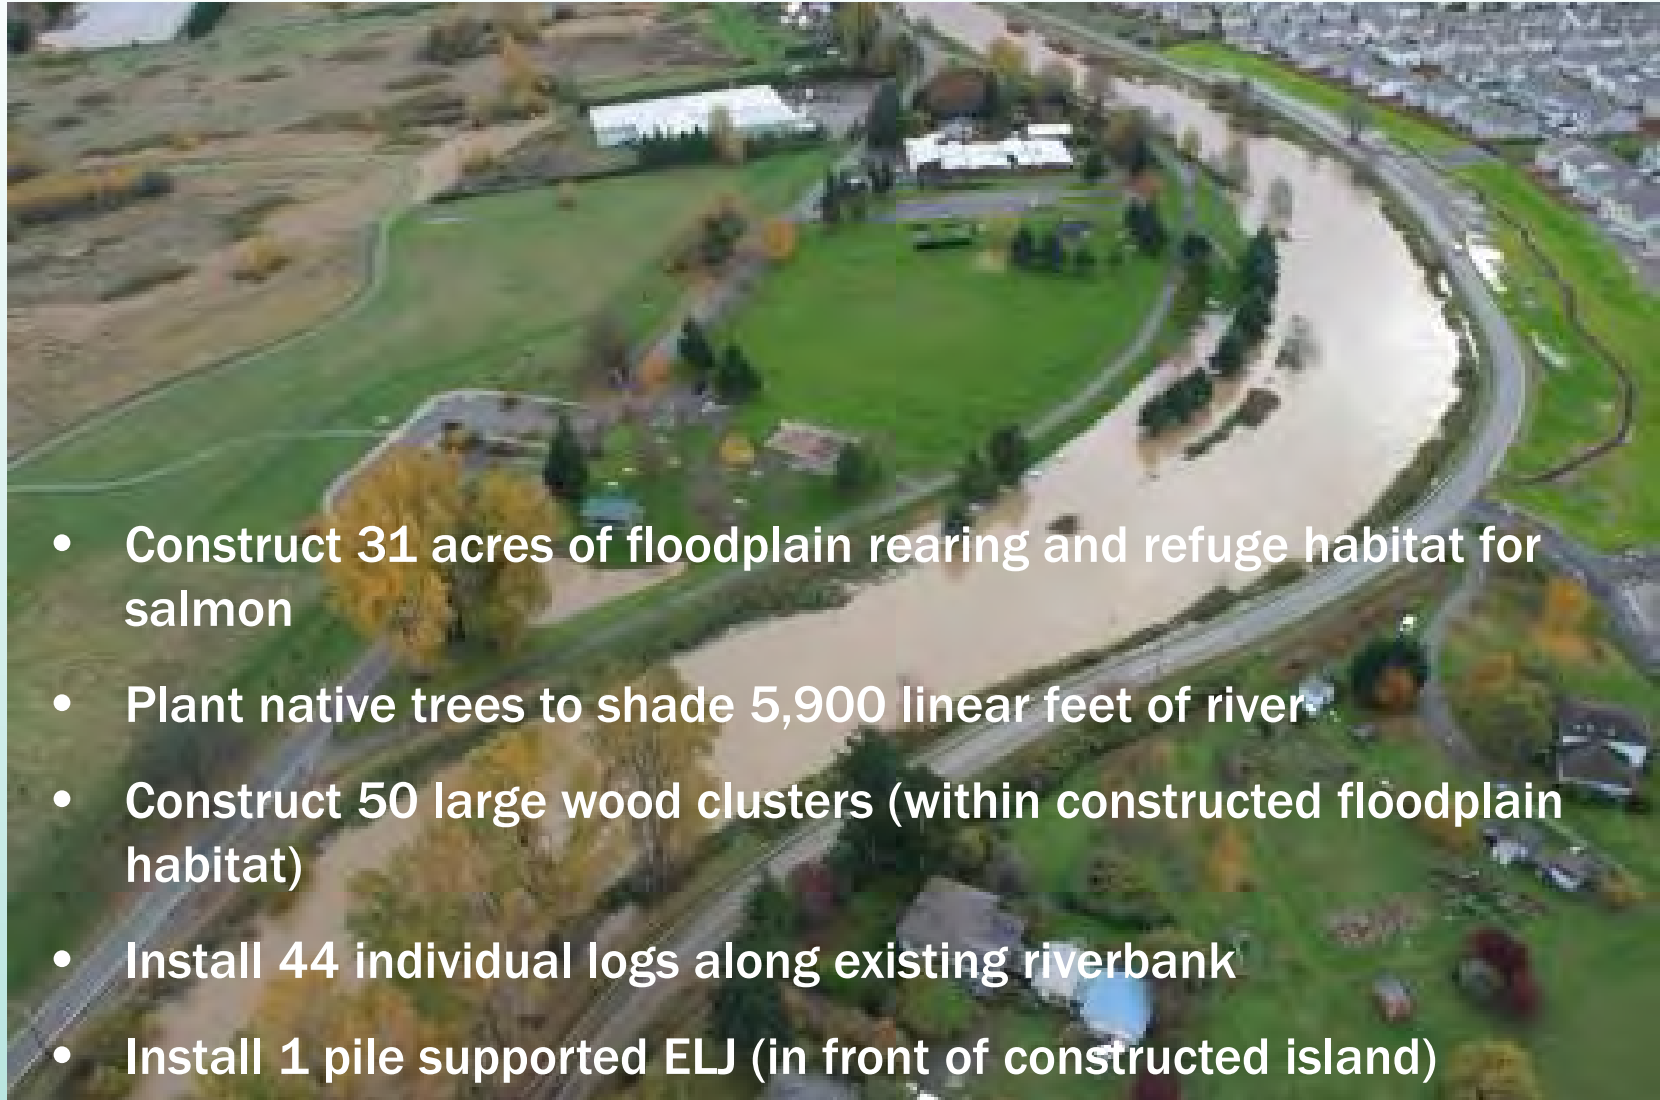 • Construct 31 acres of floodplain rearing and refuge habitat for
salmon
• Plant native trees to shade 5,900 linear feet of river
• Construct 50 large wood clusters (within constructed floodplain
habitat)
• Install 44 individual logs along existing riverbank
• Install 1 pile supported ELJ (in front of constructed island)